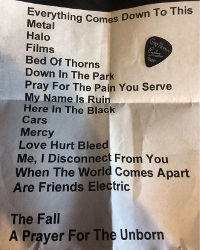 Everything Comes Down To This
Metal
Halo
Films
Bed Of Thorns
Down In The Park
Pray For The Pain You Serve
My Name Is Ruin
Here In The Black
Cars
Mercy
Love Hurt Bleed
Me, I Disconnect From You
When The World Comes Apart
Are Friends Electric
The Fall
A Prayer For The Unborn